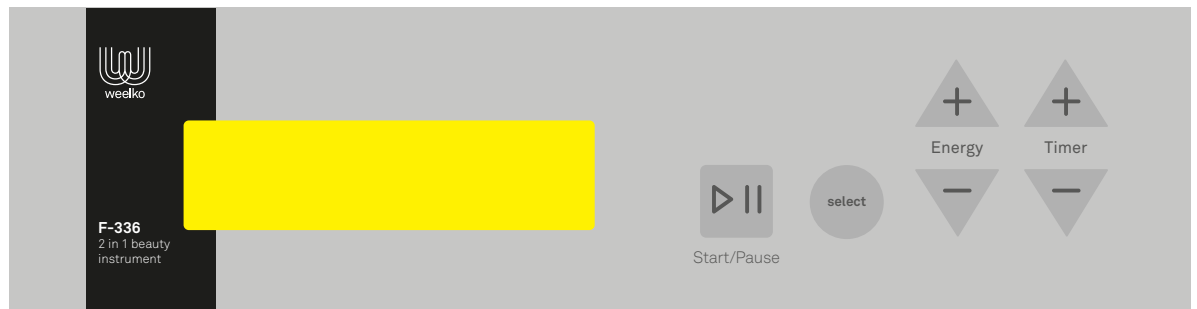 weelko
F-336
2 in 1 beauty
instrument
Start/Pause
select
Energy
Timer